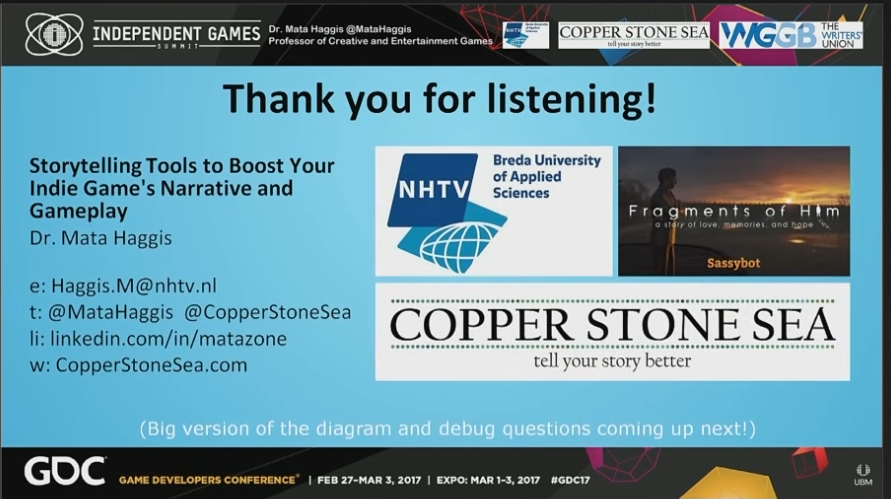 INDEPENDENT GAMES
SUMMIT
Dr. Mata Haggis @MataHaggis
Professor of Creative and Entertainment Games
NHTV
COPPER STONE SEA
tell your story better
WGGB
THE
WRITERS'
UNION
Thank you for listening!
Storytelling Tools to Boost Your
Indie Game's Narrative and
Gameplay
Dr. Mata Haggis
e: Haggis.M@nhtv.nl
t: @MataHaggis @CopperStoneSea
li: linkedin.com/in/matazone
w: CopperStoneSea.com
NHTV
Breda University
of Applied
Sciences
Fragments of Him
a story of love, memories, and hope
Sassybot
COPPER STONE SEA
tell your story better
(Big version of the diagram and debug questions coming up next!)
GDC
GAME DEVELOPERS CONFERENCE® | FEB 27-MAR 3, 2017 | EXPO: MAR 1-3, 2017 #GDC17
UBM